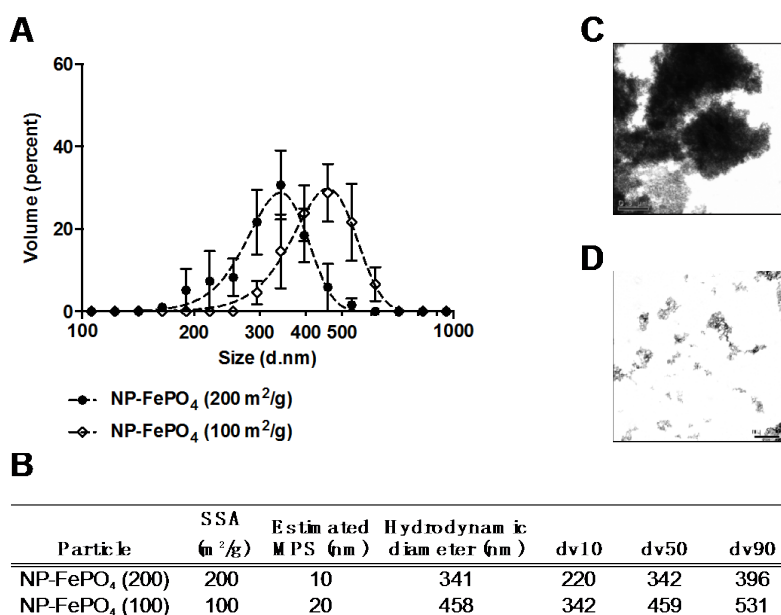 A
C
60
40
20
0
Volume (percent)
100
200
300
400
500
1000
Size (d.nm)
NP-FePO₄ (200 m²/g)
NP-FePO₄ (100 m²/g)
D
B
Particle SSA (m²/g) Estimated MPS (nm) Hydrodynamic diameter (nm) dv10 dv50 dv90
NP-FePO₄ (200) 200 10 341 220 342 396
NP-FePO₄ (100) 100 20 458 342 459 531